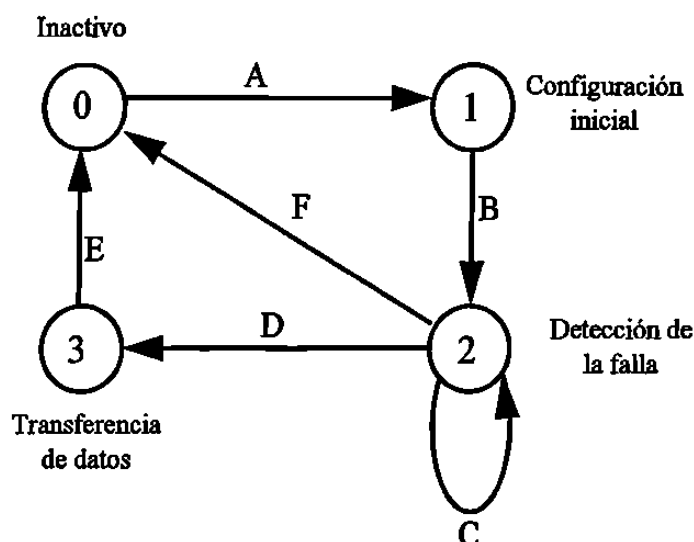 Inactivo
0
A
1
Configuración
inicial
B
F
E
D
3
2
Detección de
la falla
Transferencia
de datos
C